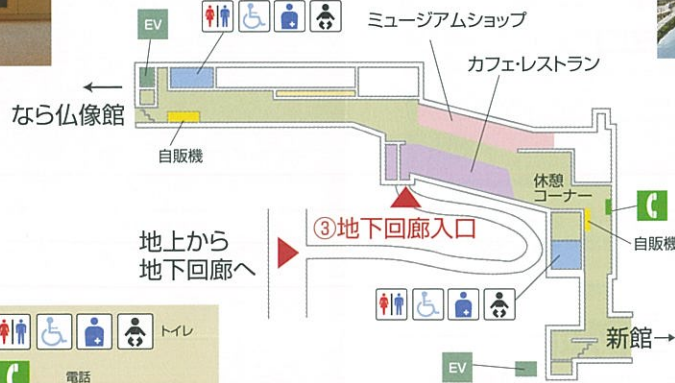 EV
ミュージアムショップ
カフェ・レストラン
←
なら仏像館
自販機
休憩
コーナー
③地下回廊入口
自販機
地上から
地下回廊へ
トイレ
新館→
電話
EV